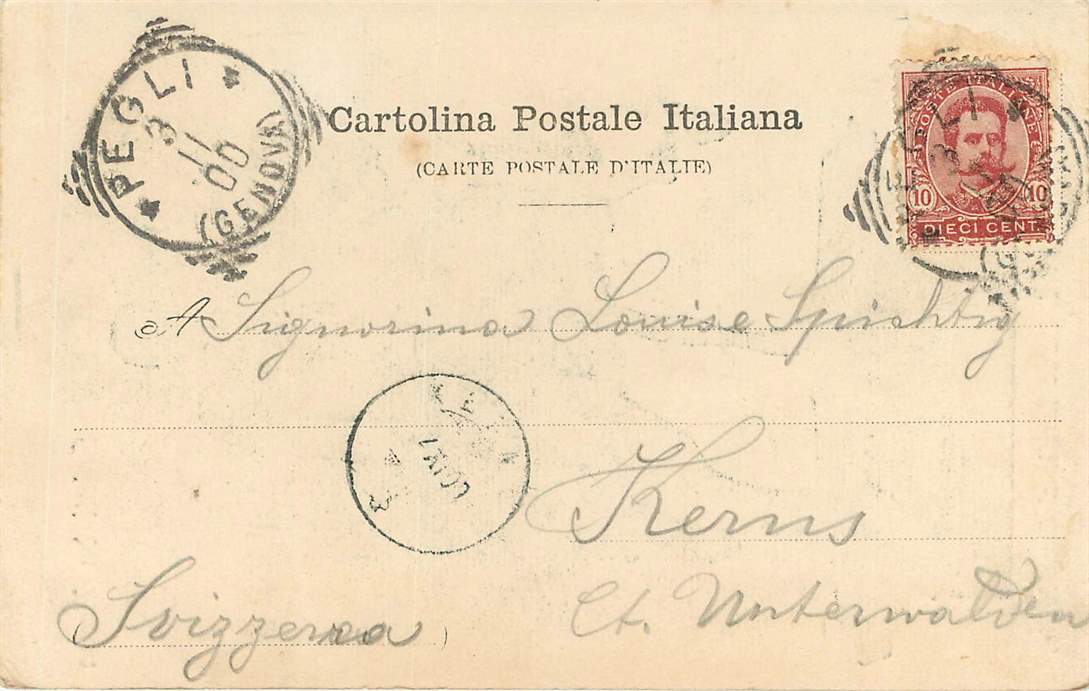 PEGLI
3 11 00
(GENOVA)
Cartolina Postale Italiana
(CARTE POSTALE D'ITALIE)
POSTE ITALIANE
10 10
DIECI CENT.
A Signorina Louise Spichtig
Kerns
Ct. Unterwalden
Svizzera